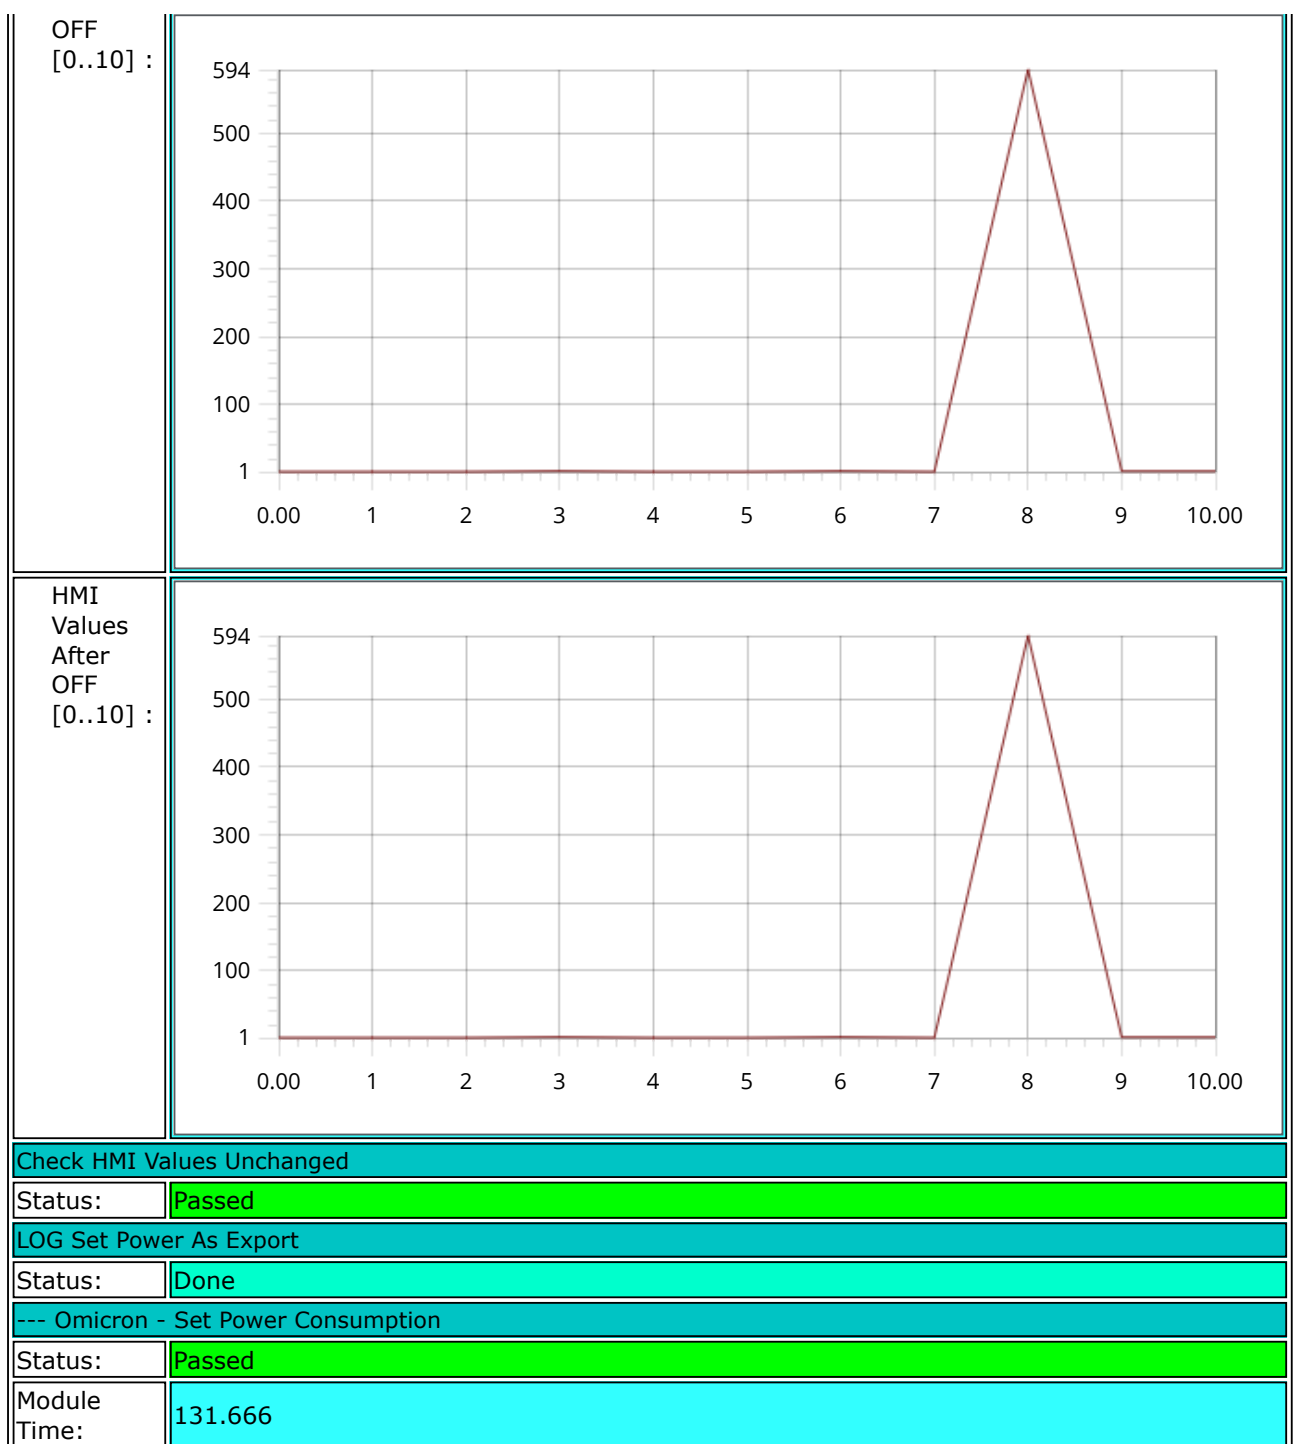 OFF
[0..10] :
594
500
400
300
200
100
1
0.00 1 2 3 4 5 6 7 8 9 10.00
HMI
Values
After
OFF
[0..10] :
594
500
400
300
200
100
1
0.00 1 2 3 4 5 6 7 8 9 10.00
Check HMI Values Unchanged
Status: Passed
LOG Set Power As Export
Status: Done
--- Omicron - Set Power Consumption
Status: Passed
Module
Time: 131.666